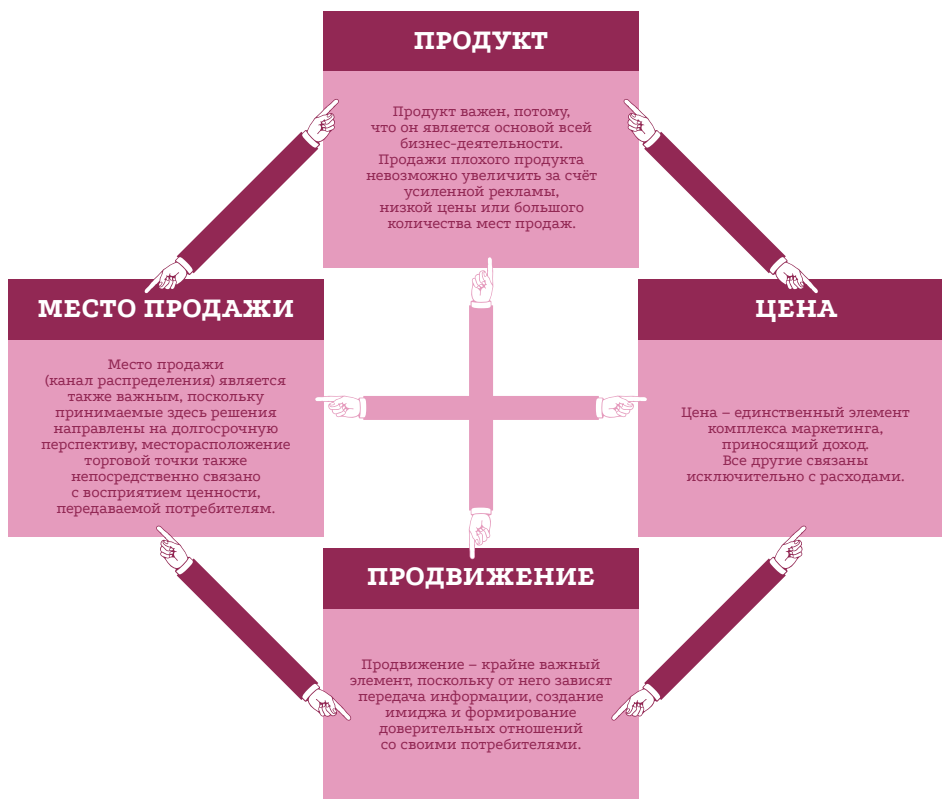 ПРОДУКТ
Продукт важен, потому,
что он является основой всей
бизнес-деятельности.
Продажи плохого продукта
невозможно увеличить за счёт
усиленной рекламы,
низкой цены или большого
количества мест продаж.
МЕСТО ПРОДАЖИ
Место продажи
(канал распределения) является
также важным, поскольку
принимаемые здесь решения
направлены на долгосрочную
перспективу, месторасположение
торговой точки также
непосредственно связано
с восприятием ценности,
передаваемой потребителям.
ЦЕНА
Цена – единственный элемент
комплекса маркетинга,
приносящий доход.
Все другие связаны
исключительно с расходами.
ПРОДВИЖЕНИЕ
Продвижение – крайне важный
элемент, поскольку от него зависят
передача информации, создание
имиджа и формирование
доверительных отношений
со своими потребителями.